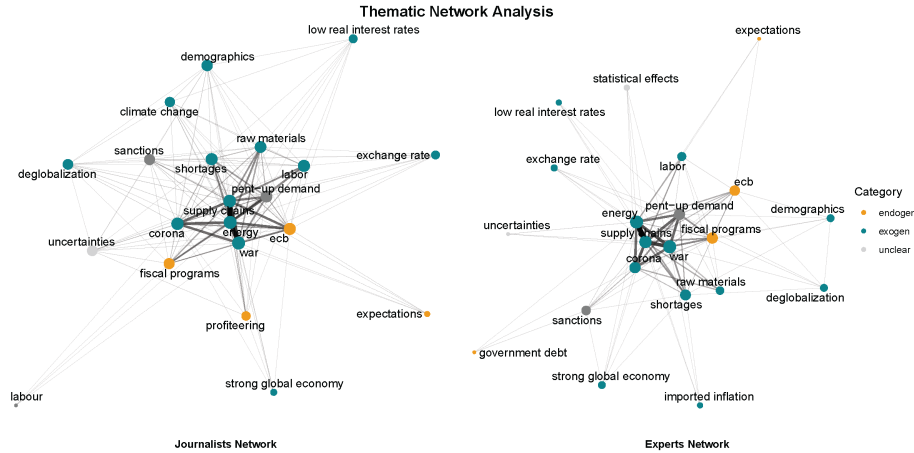 Thematic Network Analysis
low real interest rates
demographics
climate change
raw materials
sanctions
shortages
labor
exchange rate
deglobalization
pent-up demand
supply chains
corona
energy
ecb
uncertainties
war
fiscal programs
profiteering
expectations
strong global economy
labour
Journalists Network
expectations
statistical effects
low real interest rates
exchange rate
labor
ecb
pent-up demand
energy
demographics
uncertainties
supply chains
fiscal programs
corona
war
raw materials
deglobalization
shortages
sanctions
government debt
strong global economy
imported inflation
Experts Network
Category
endoger
exogen
unclear